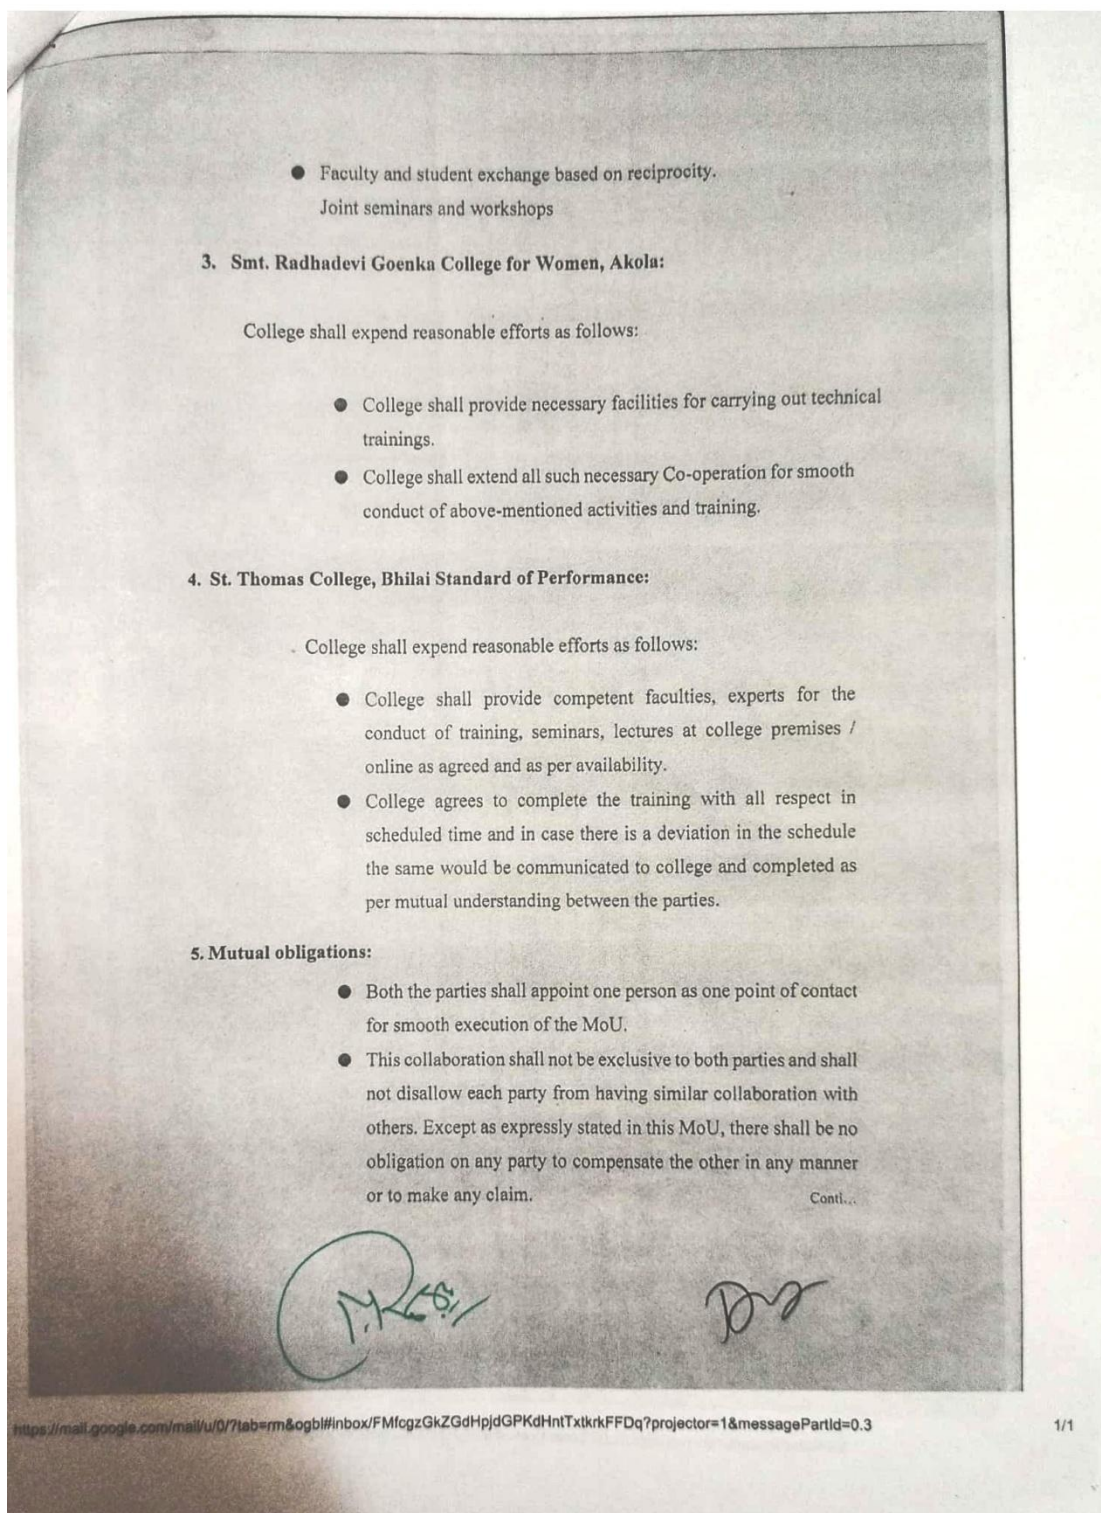 ● Faculty and student exchange based on reciprocity.
Joint seminars and workshops
3. Smt. Radhadevi Goenka College for Women, Akola:
College shall expend reasonable efforts as follows:
● College shall provide necessary facilities for carrying out technical
trainings.
● College shall extend all such necessary Co-operation for smooth
conduct of above-mentioned activities and training.
4. St. Thomas College, Bhilai Standard of Performance:
College shall expend reasonable efforts as follows:
● College shall provide competent faculties, experts for the
conduct of training, seminars, lectures at college premises /
online as agreed and as per availability.
● College agrees to complete the training with all respect in
scheduled time and in case there is a deviation in the schedule
the same would be communicated to college and completed as
per mutual understanding between the parties.
5. Mutual obligations:
● Both the parties shall appoint one person as one point of contact
for smooth execution of the MoU.
● This collaboration shall not be exclusive to both parties and shall
not disallow each party from having similar collaboration with
others. Except as expressly stated in this MoU, there shall be no
obligation on any party to compensate the other in any manner
or to make any claim. Conti...
https://mail.google.com/mail/u/0/?tab=rm&ogbl#inbox/FMfcgzGkZGdHpjdGPKdHntTxtkrkFFDq?projector=1&messagePartId=0.3 1/1